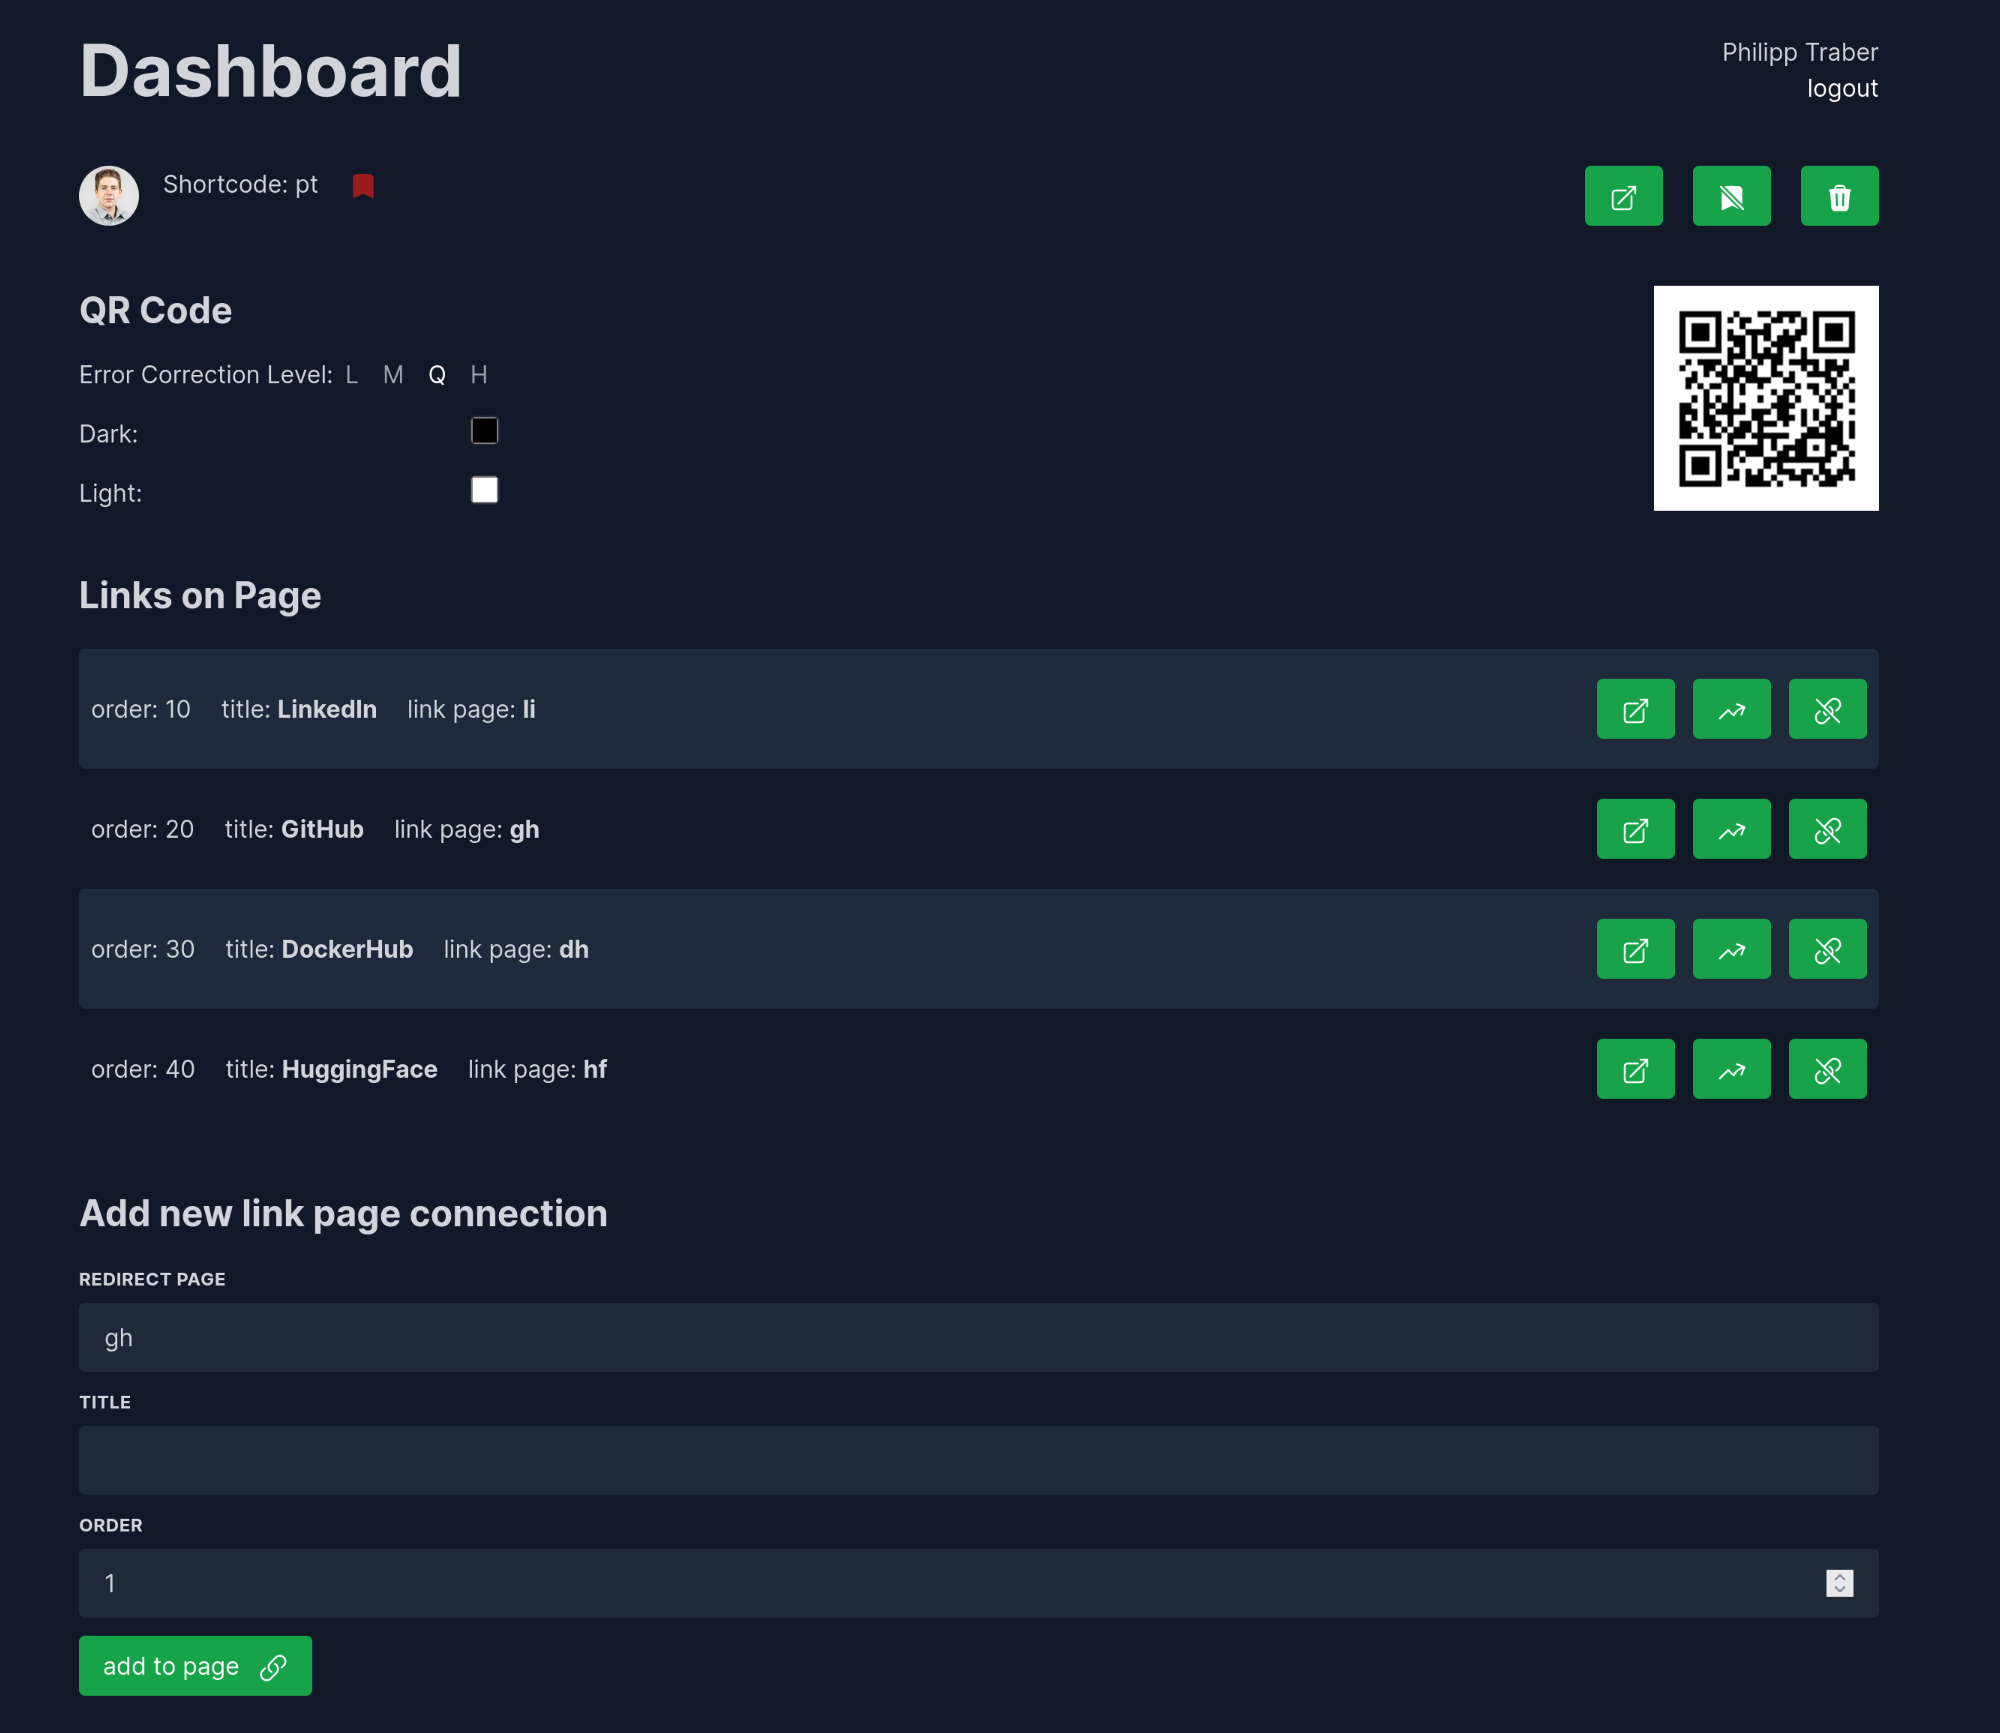 Dashboard
Philipp Traber
logout
Shortcode: pt
QR Code
Error Correction Level: L M Q H
Dark:
Light:
Links on Page
order: 10 title: LinkedIn link page: li
order: 20 title: GitHub link page: gh
order: 30 title: DockerHub link page: dh
order: 40 title: HuggingFace link page: hf
Add new link page connection
REDIRECT PAGE
gh
TITLE
ORDER
1
add to page